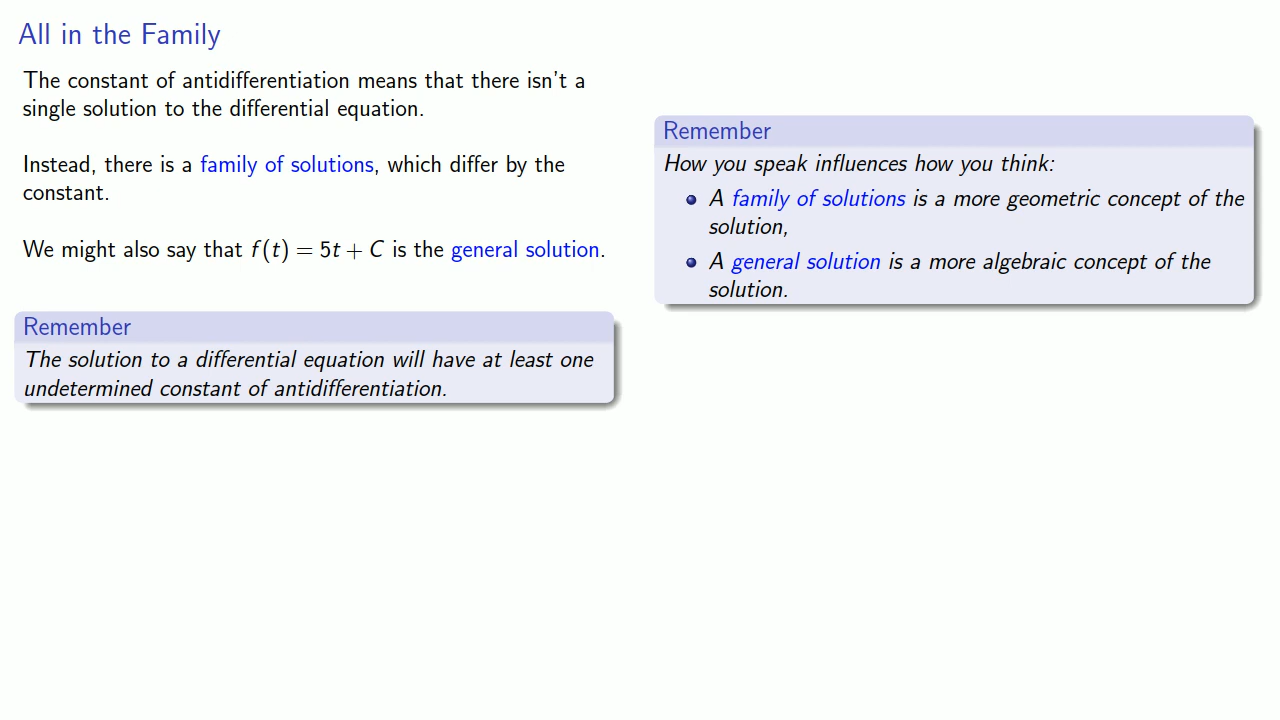 All in the Family
The constant of antidifferentiation means that there isn't a
single solution to the differential equation.
Instead, there is a family of solutions, which differ by the
constant.
We might also say that f(t) = 5t + C is the general solution.
Remember
The solution to a differential equation will have at least one
undetermined constant of antidifferentiation.
Remember
How you speak influences how you think:
A family of solutions is a more geometric concept of the
solution,
A general solution is a more algebraic concept of the
solution.